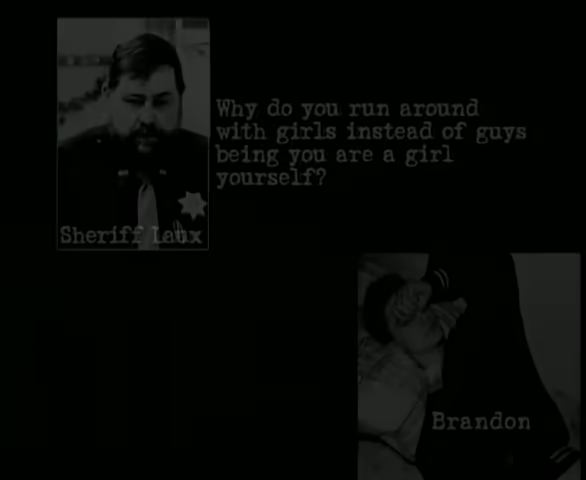 Why do you run around
with girls instead of guys
being you are a girl
yourself?
Sheriff Laux
Brandon